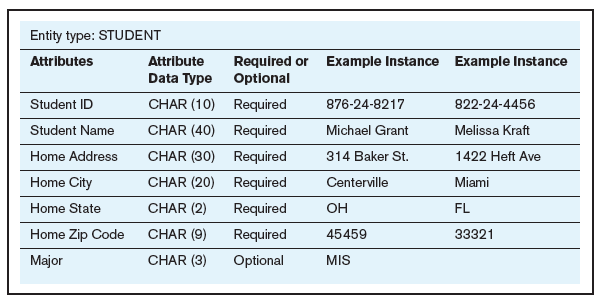 Entity type: STUDENT
Attributes Attribute Data Type Required or Optional Example Instance Example Instance
Student ID CHAR (10) Required 876-24-8217 822-24-4456
Student Name CHAR (40) Required Michael Grant Melissa Kraft
Home Address CHAR (30) Required 314 Baker St. 1422 Heft Ave
Home City CHAR (20) Required Centerville Miami
Home State CHAR (2) Required OH FL
Home Zip Code CHAR (9) Required 45459 33321
Major CHAR (3) Optional MIS